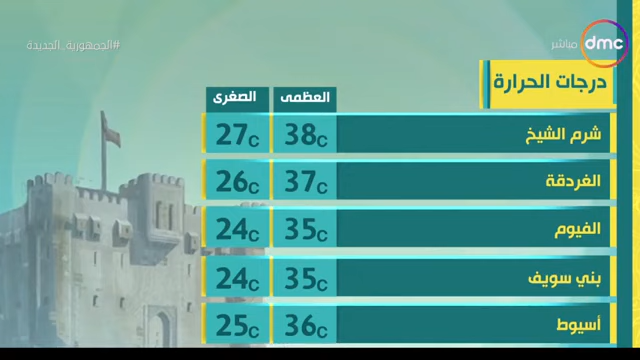 #الجمهورية_الجديدة
مباشر dmc
درجات الحرارة
العظمى الصغرى
شرم الشيخ 38c 27c
الغردقة 37c 26c
الفيوم 35c 24c
بني سويف 35c 24c
أسيوط 36c 25c